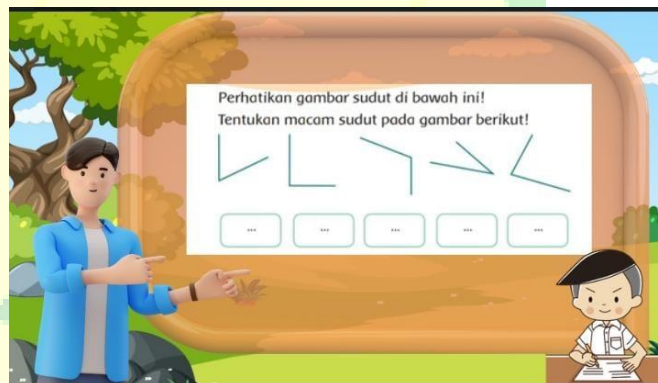 Perhatikan gambar sudut di bawah ini!
Tentukan macam sudut pada gambar berikut!
... ... ... ... ...